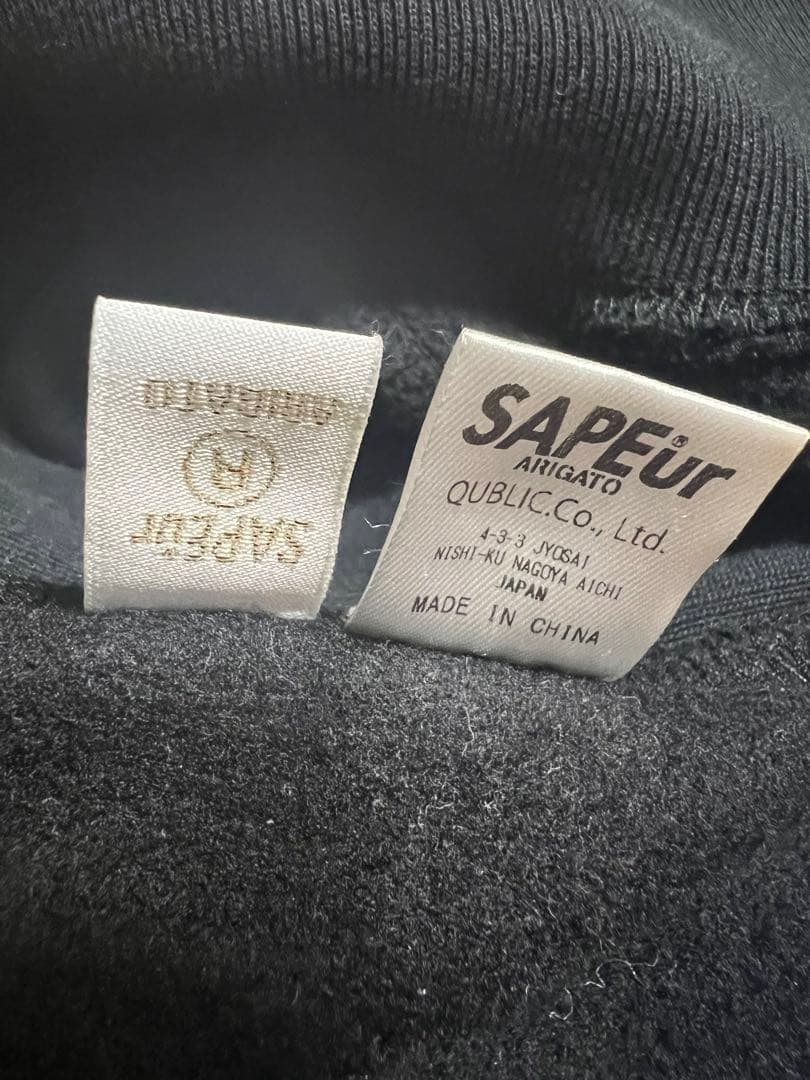 SAPEur
Ⓡ
ARIGATO
SAPEur®
ARIGATO
QUBLIC.Co., Ltd.
4-3-3 JYOSAI
NISHI-KU NAGOYA AICHI
JAPAN
MADE IN CHINA